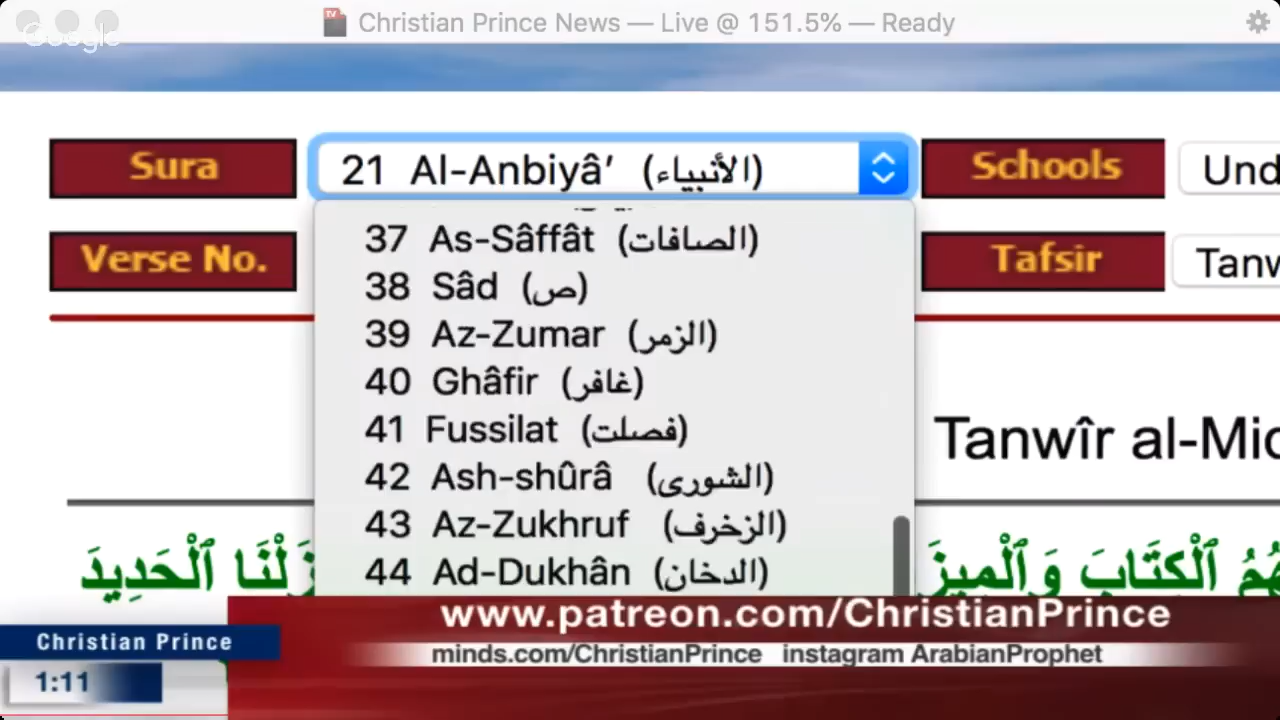 Christian Prince News — Live @ 151.5% — Ready
Google
Sura
21 Al-Anbiyâ’ (الأنبياء)
Schools
Und
37 As-Sâffât (الصافات)
Verse No.
Tafsir
Tanw
38 Sâd (ص)
39 Az-Zumar (الزمر)
40 Ghâfir (غافر)
41 Fussilat (فصلت)
Tanwîr al-Mic
42 Ash-shûrâ (الشورى)
43 Az-Zukhruf (الزخرف)
44 Ad-Dukhân (الدخان)
ٱلْكِتَابَ وَٱلْمِيزَ
زَلْنَا ٱلْحَدِيدَ
www.patreon.com/ChristianPrince
Christian Prince
minds.com/ChristianPrince instagram ArabianProphet
1:11